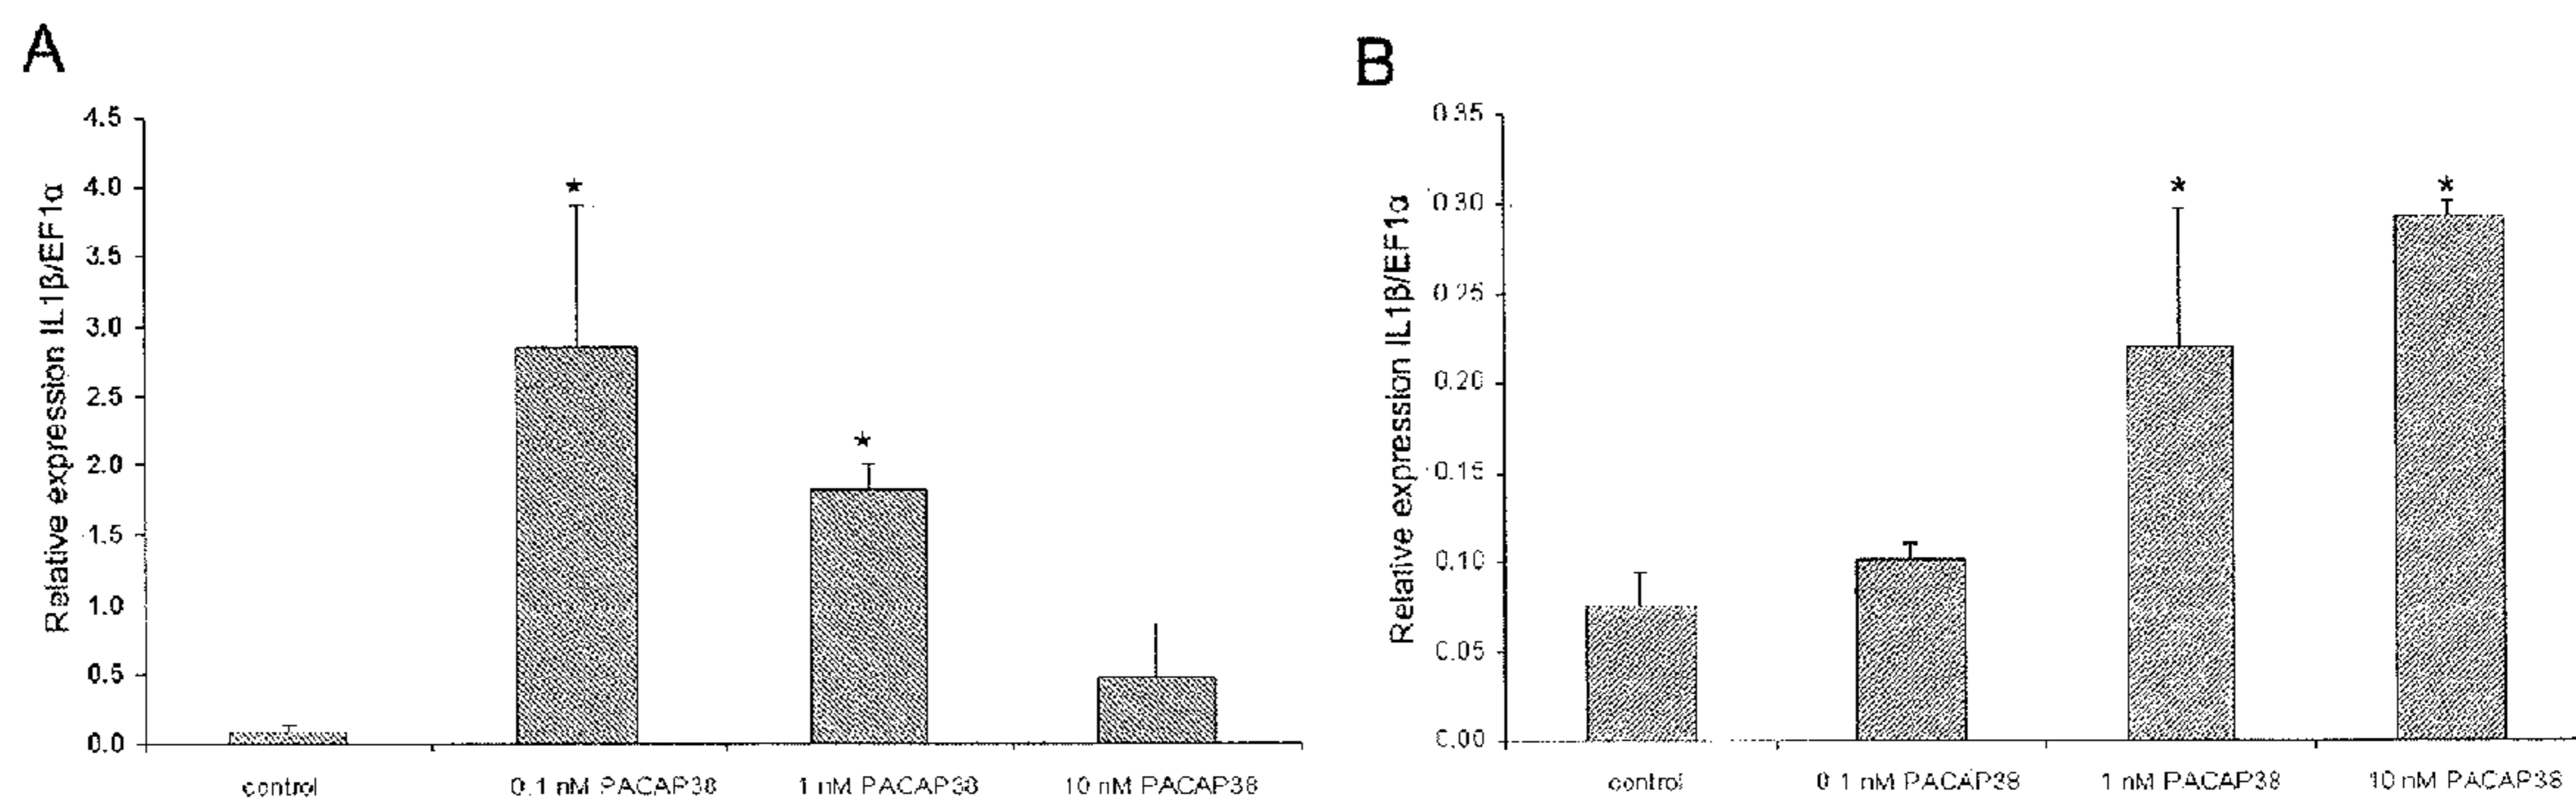 A
Relative expression IL1β/EF1α
4.5
4.0
3.5
3.0
2.5
2.0
1.5
1.0
0.5
0.0
*
*
control
0.1 nM PACAP38
1 nM PACAP38
10 nM PACAP38
B
Relative expression IL1β/EF1α
0.35
0.30
0.25
0.20
0.15
0.10
0.05
0.00
*
*
control
0.1 nM PACAP38
1 nM PACAP38
10 nM PACAP38